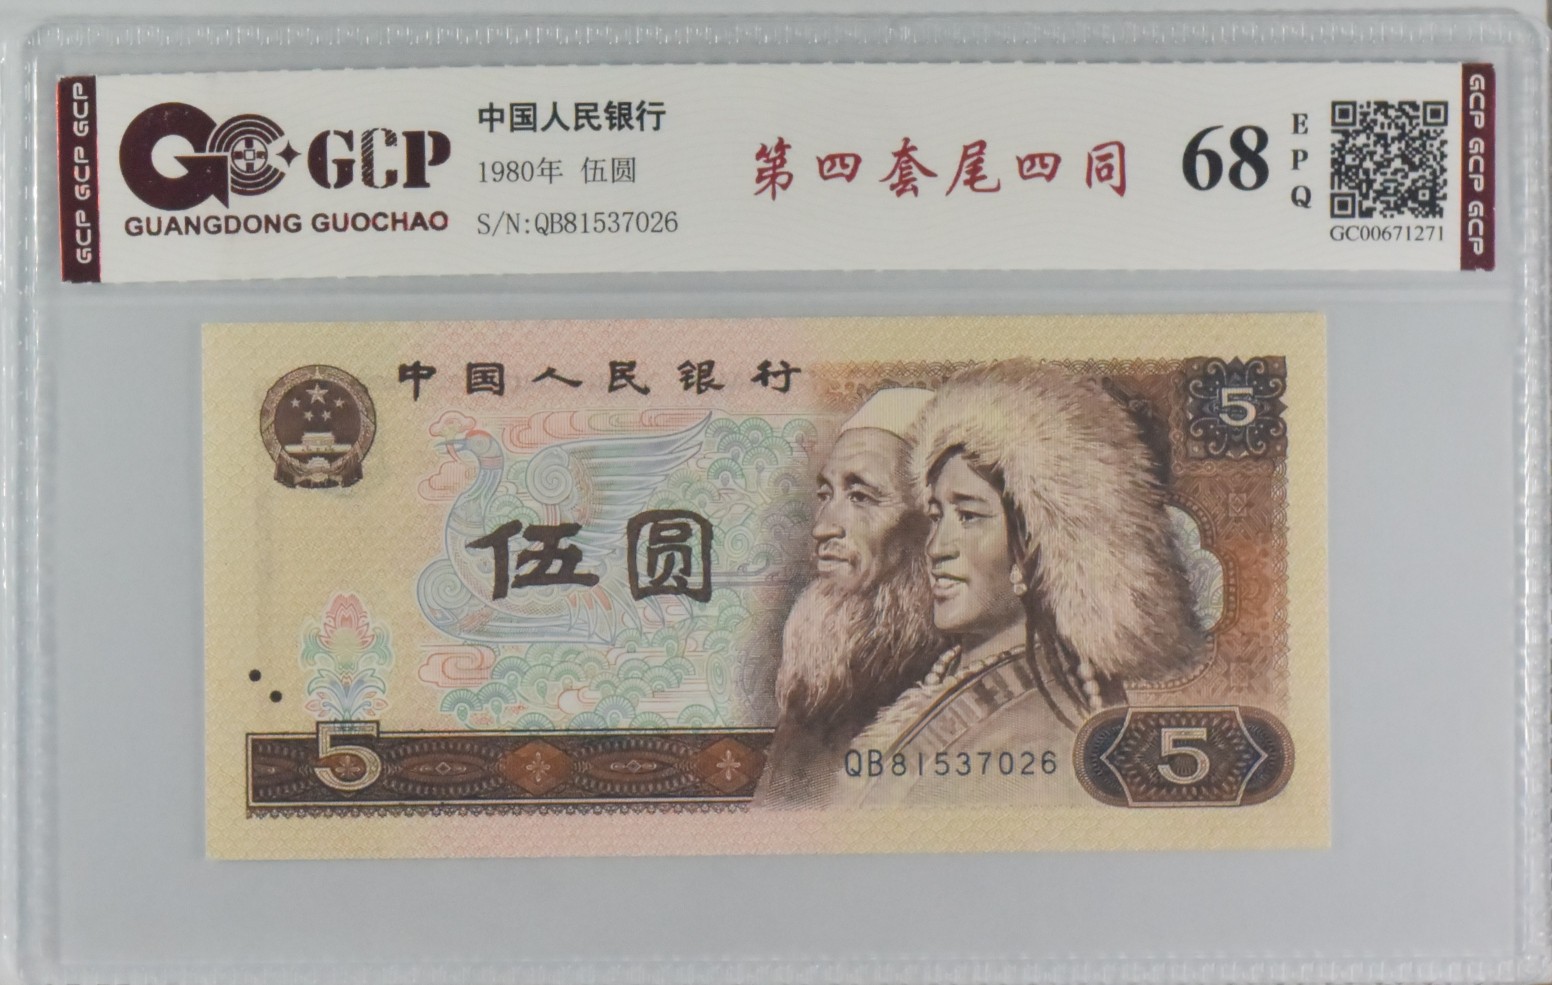 GCP GCP GCP
GCP
GUANGDONG GUOCHAO
中国人民银行
1980年 伍圆
S/N:QB81537026
第四套尾四同
68
EPQ
GC00671271
GCP GCP GCP
中国人民银行
5
伍圆
5
QB81537026
5